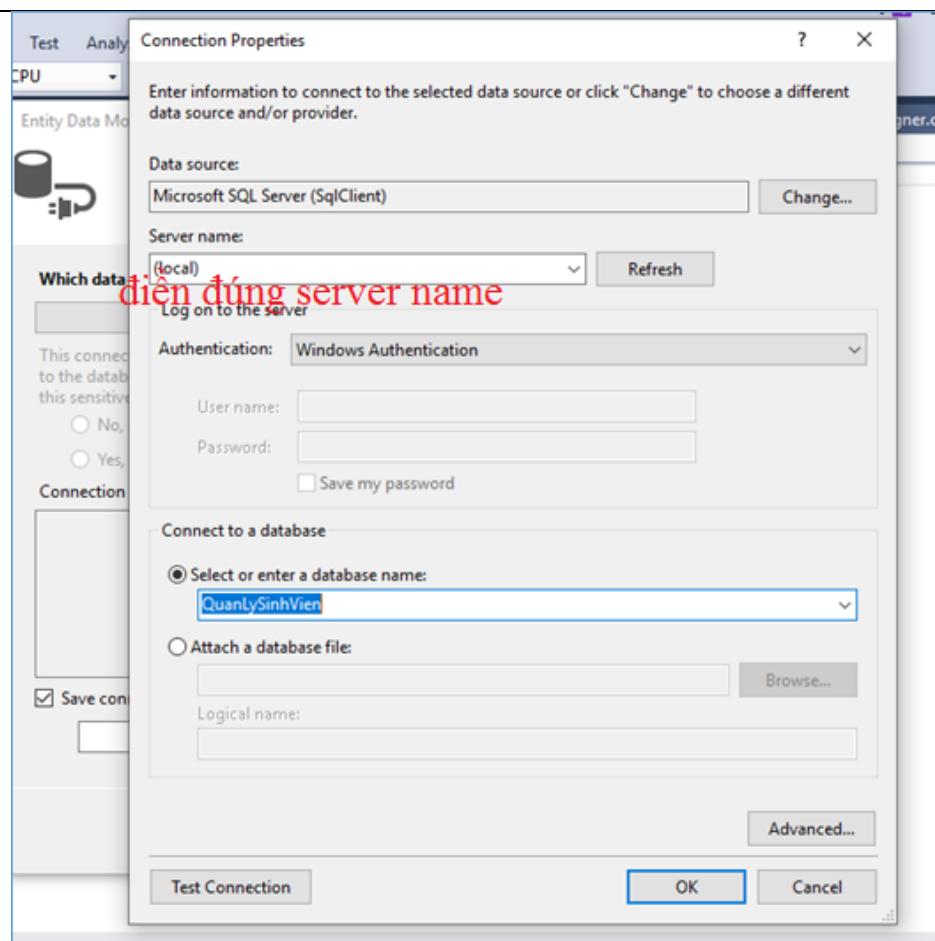 Test Analy
Connection Properties
?
CPU
Enter information to connect to the selected data source or click "Change" to choose a different
data source and/or provider.
Entity Data Mo
gner.c
Data source:
Microsoft SQL Server (SqlClient)
Change...
Server name:
(local)
Refresh
Which data
điền đúng server name
Log on to the server
Authentication:
Windows Authentication
This connec
to the datab
this sensitive
User name:
No,
Password:
Yes,
Save my password
Connection
Connect to a database
Select or enter a database name:
QuanLySinhVien
Attach a database file:
Browse...
Save con
Logical name:
Advanced...
Test Connection
OK
Cancel